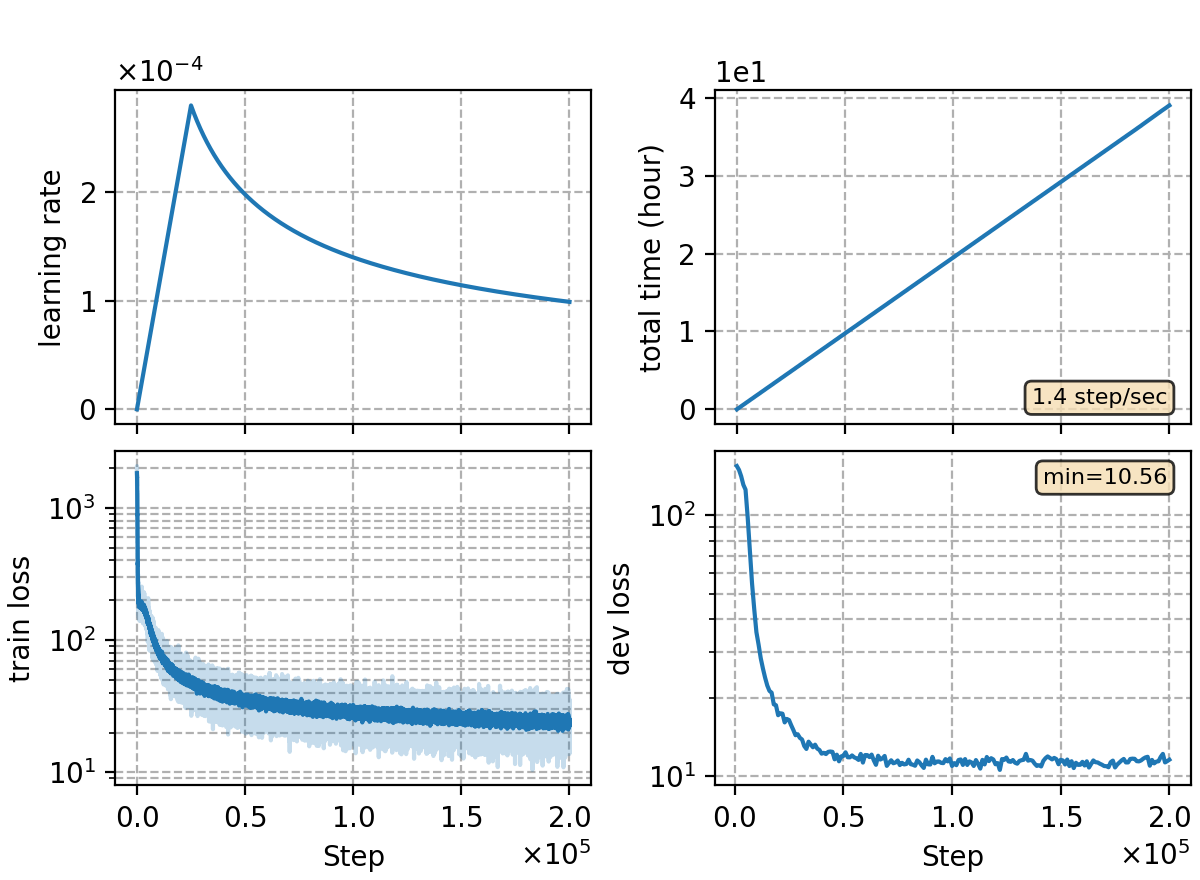 ×10⁻⁴
learning rate
2
1
0
1e1
total time (hour)
4
3
2
1
0
1.4 step/sec
train loss
10³
10²
10¹
0.0 0.5 1.0 1.5 2.0
Step ×10⁵
dev loss
10²
10¹
min=10.56
0.0 0.5 1.0 1.5 2.0
Step ×10⁵